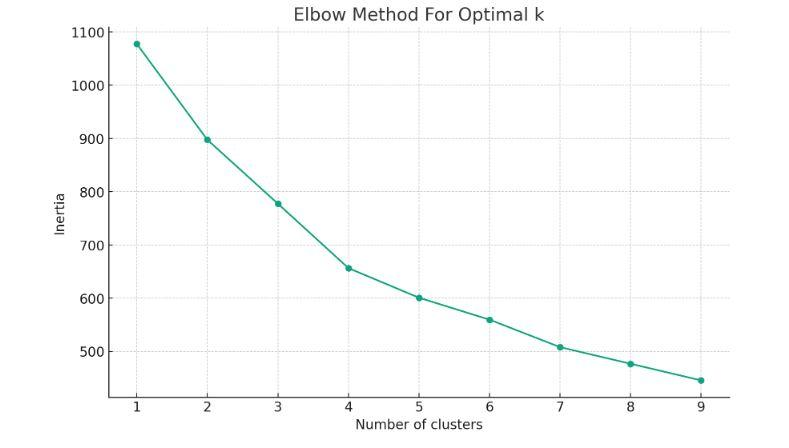 Elbow Method For Optimal k
1100
1000
900
800
700
600
500
Inertia
1 2 3 4 5 6 7 8 9
Number of clusters